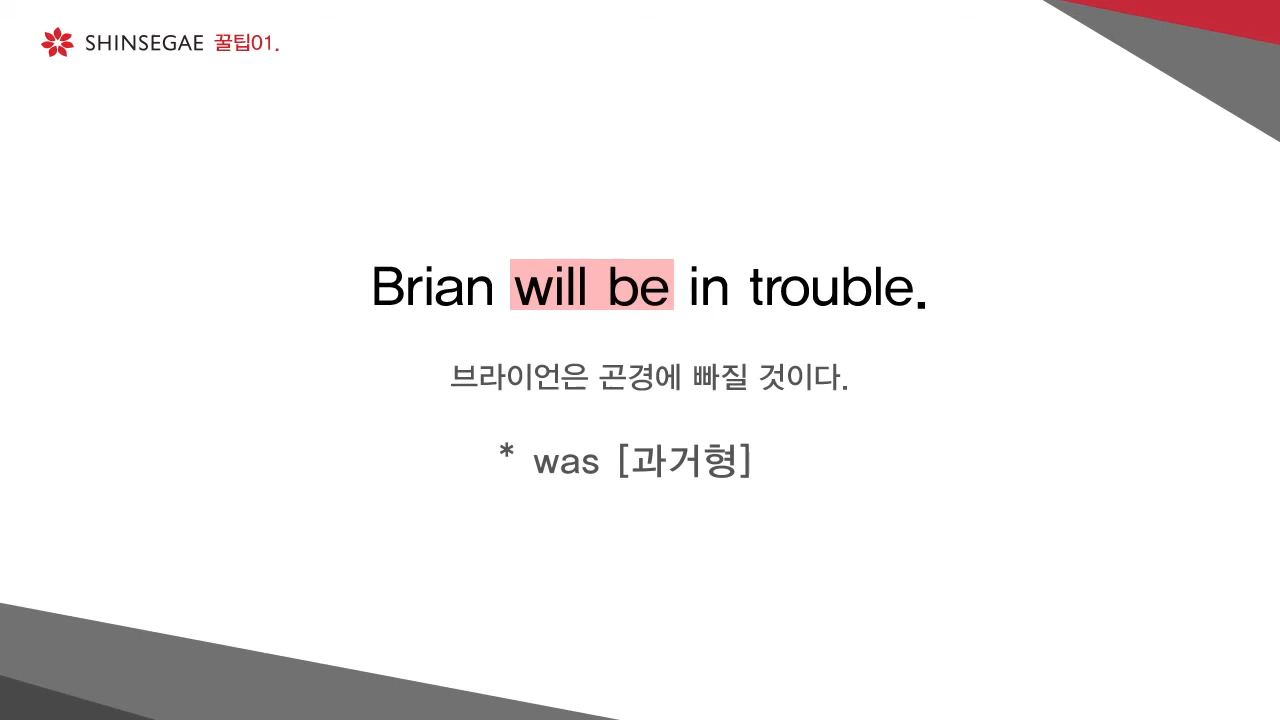 SHINSEGAE 꿀팁01.
Brian will be in trouble.
브라이언은 곤경에 빠질 것이다.
* was [과거형]